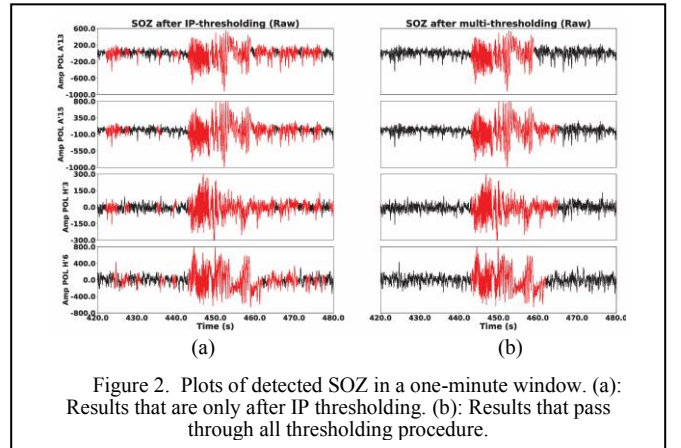 SOZ after IP-thresholding (Raw)
SOZ after multi-thresholding (Raw)
Amp POL A'13
600.0
200.0
-200.0
-600.0
-1000.0
Amp POL A'15
800.0
350.0
-100.0
-550.0
-1000.0
Amp POL H'3
300.0
150.0
0.0
-150.0
-300.0
Amp POL H'6
800.0
400.0
0.0
-400.0
-800.0
420.0 430.0 440.0 450.0 460.0 470.0 480.0
420.0 430.0 440.0 450.0 460.0 470.0 480.0
Time (s)
Time (s)
(a)
(b)
Figure 2. Plots of detected SOZ in a one-minute window. (a):
Results that are only after IP thresholding. (b): Results that pass
through all thresholding procedure.